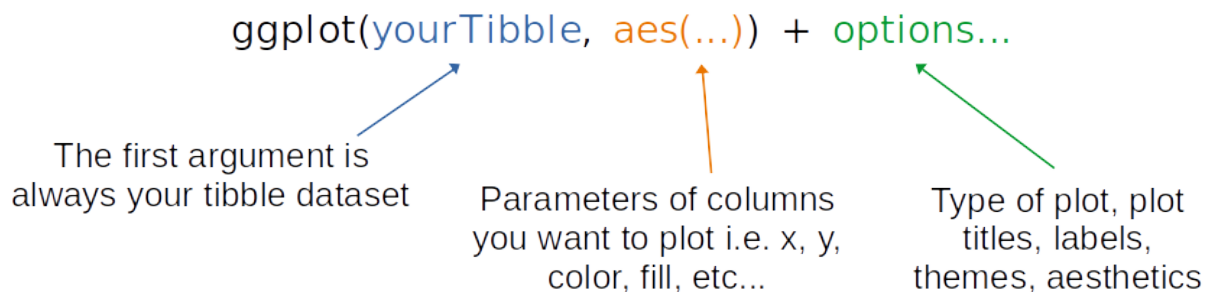 ggplot(yourTibble, aes(...)) + options...
The first argument is
always your tibble dataset
Parameters of columns
you want to plot i.e. x, y,
color, fill, etc...
Type of plot, plot
titles, labels,
themes, aesthetics